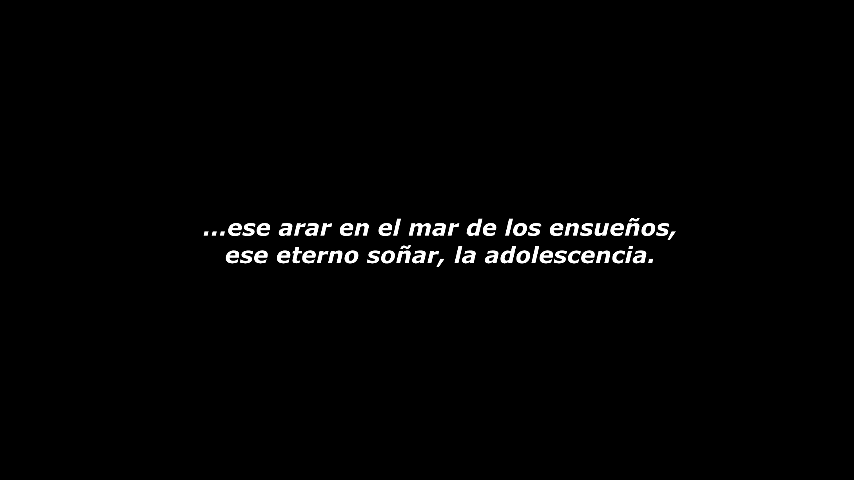 ...ese arar en el mar de los ensueños,
ese eterno soñar, la adolescencia.